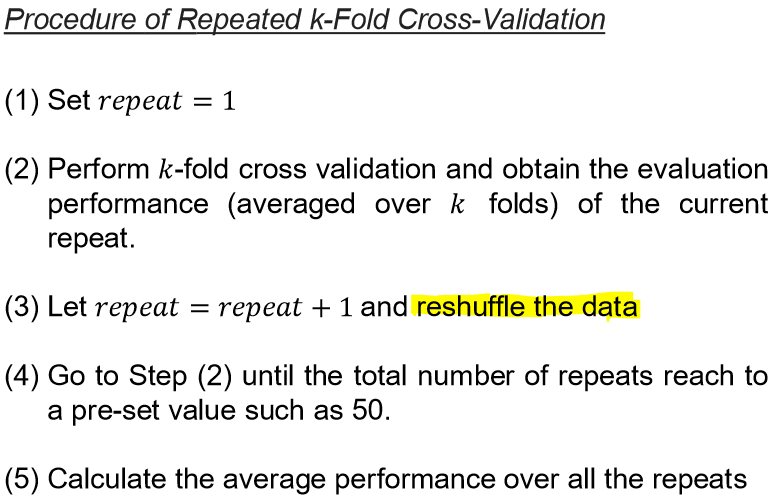 Procedure of Repeated k-Fold Cross-Validation
(1) Set repeat = 1
(2) Perform k-fold cross validation and obtain the evaluation
performance (averaged over k folds) of the current
repeat.
(3) Let repeat = repeat + 1 and reshuffle the data
(4) Go to Step (2) until the total number of repeats reach to
a pre-set value such as 50.
(5) Calculate the average performance over all the repeats